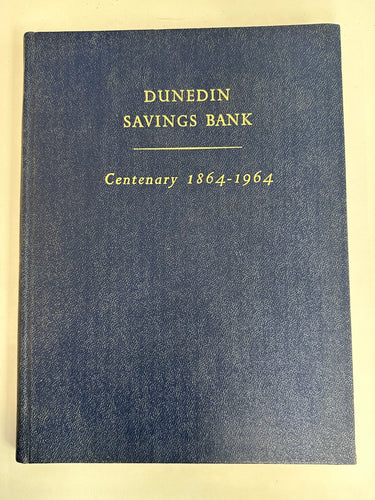 DUNEDIN
SAVINGS BANK
Centenary 1864-1964